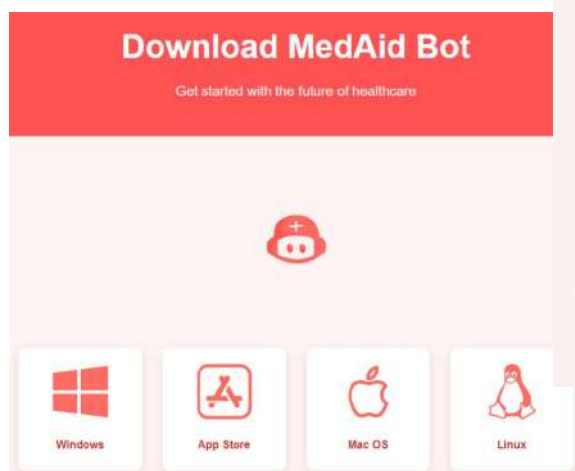 Download MedAid Bot
Get started with the future of healthcare
Windows
App Store
Mac OS
Linux